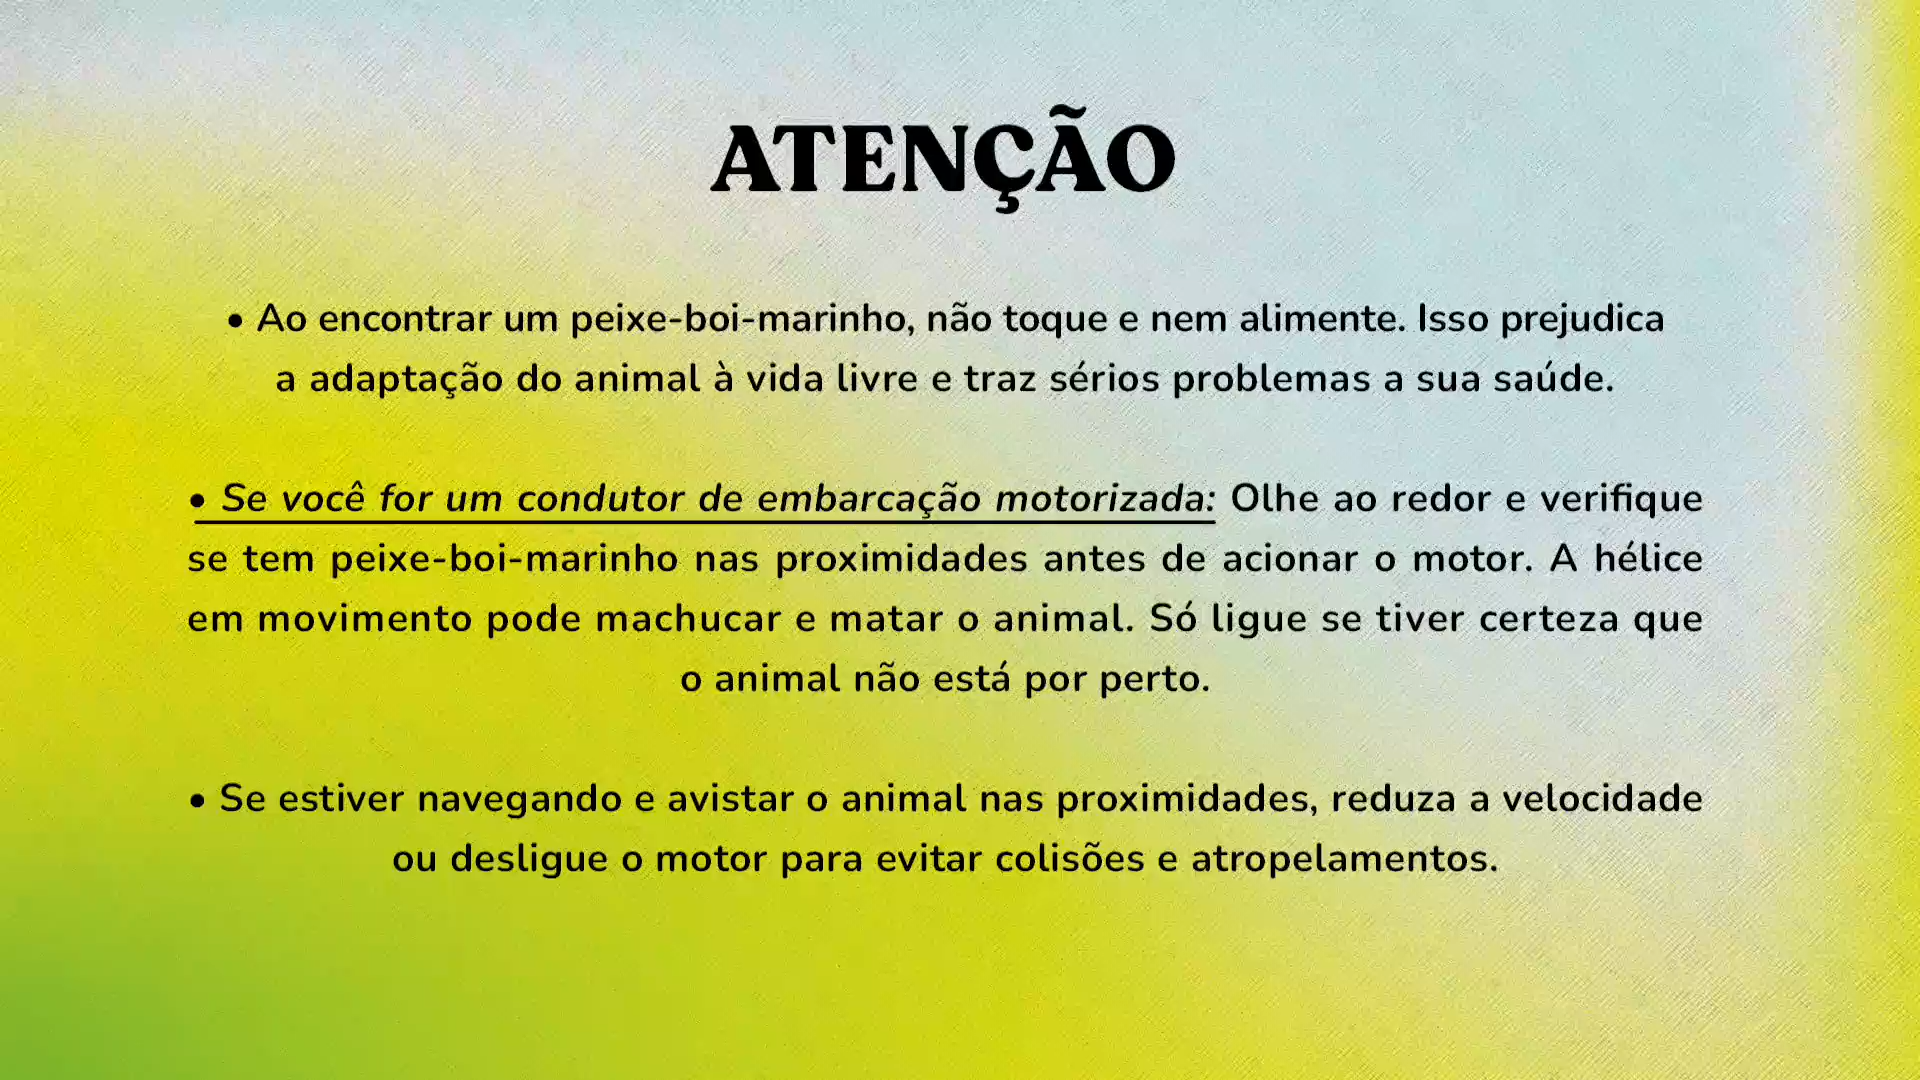 ATENÇÃO
• Ao encontrar um peixe-boi-marinho, não toque e nem alimente. Isso prejudica
a adaptação do animal à vida livre e traz sérios problemas a sua saúde.
• Se você for um condutor de embarcação motorizada: Olhe ao redor e verifique
se tem peixe-boi-marinho nas proximidades antes de acionar o motor. A hélice
em movimento pode machucar e matar o animal. Só ligue se tiver certeza que
o animal não está por perto.
• Se estiver navegando e avistar o animal nas proximidades, reduza a velocidade
ou desligue o motor para evitar colisões e atropelamentos.